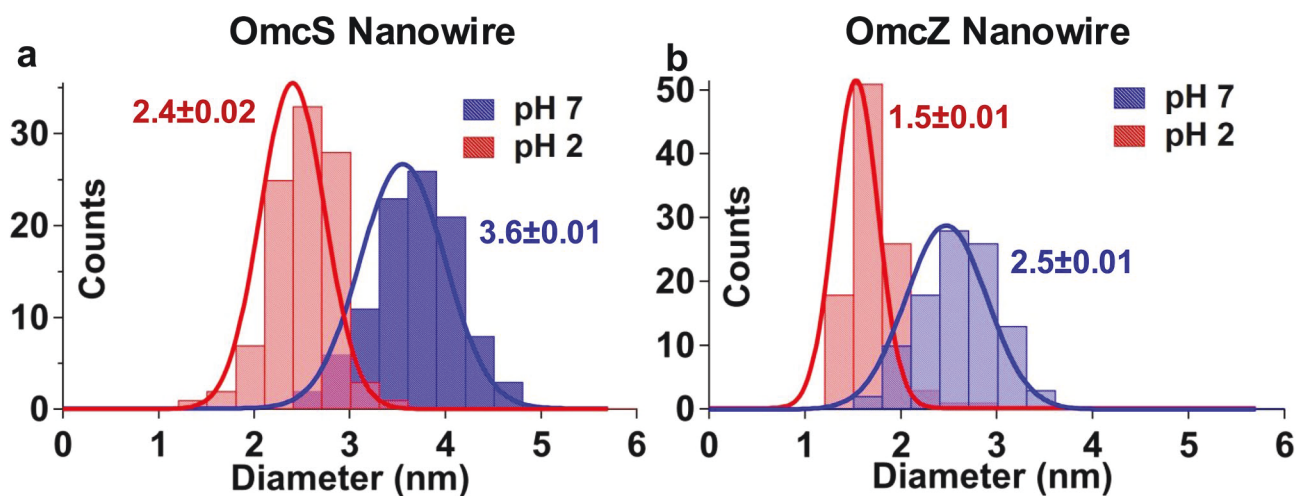 OmcS Nanowire
a
2.4±0.02
pH 7
pH 2
3.6±0.01
Counts
30
20
10
0
0 1 2 3 4 5 6
Diameter (nm)
OmcZ Nanowire
b
1.5±0.01
pH 7
pH 2
2.5±0.01
Counts
50
40
30
20
10
0
0 1 2 3 4 5 6
Diameter (nm)